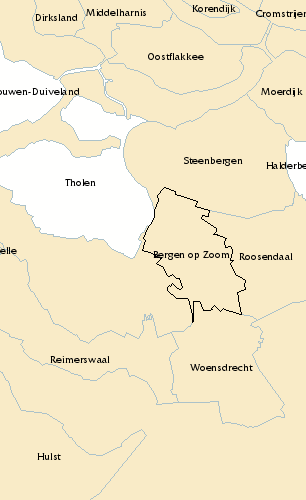 Korendijk
Middelharnis
Cromstrijen
Dirksland
Oostflakkee
ouwen-Duiveland
Moerdijk
Steenbergen
Halderbe
Tholen
elle
Bergen op Zoom
Roosendaal
Reimerswaal
Woensdrecht
Hulst